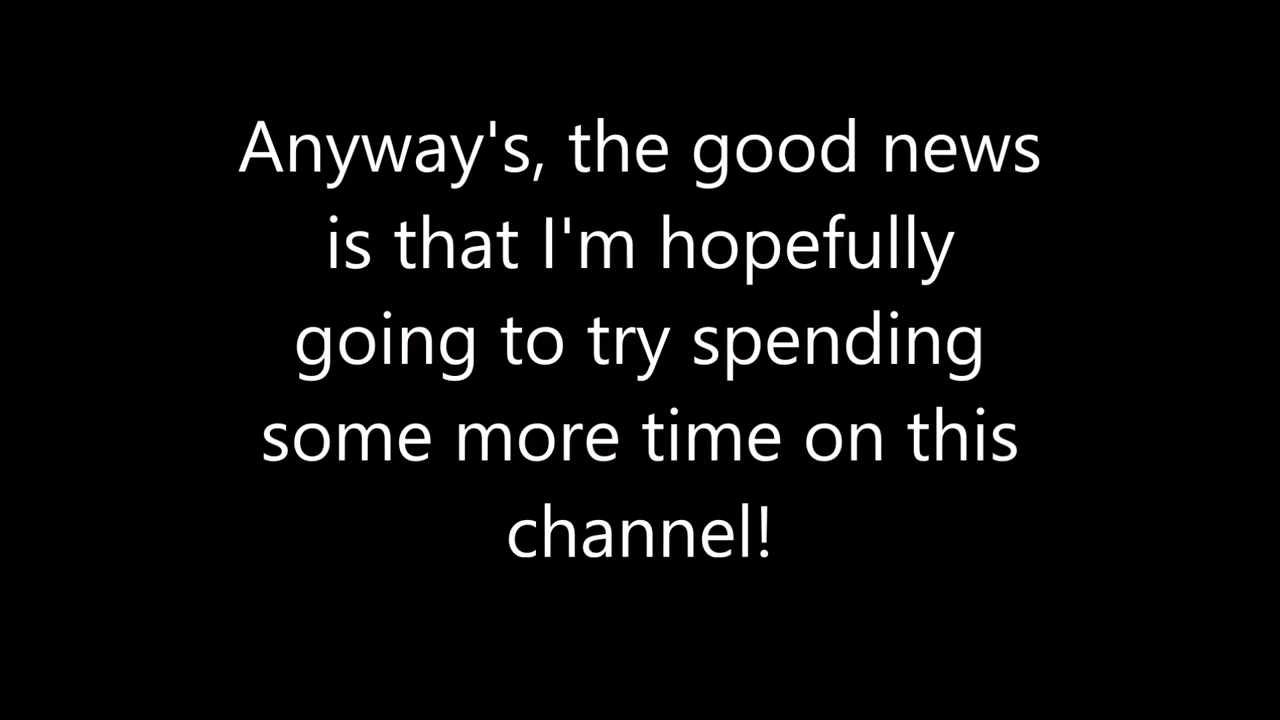 Anyway's, the good news
is that I'm hopefully
going to try spending
some more time on this
channel!